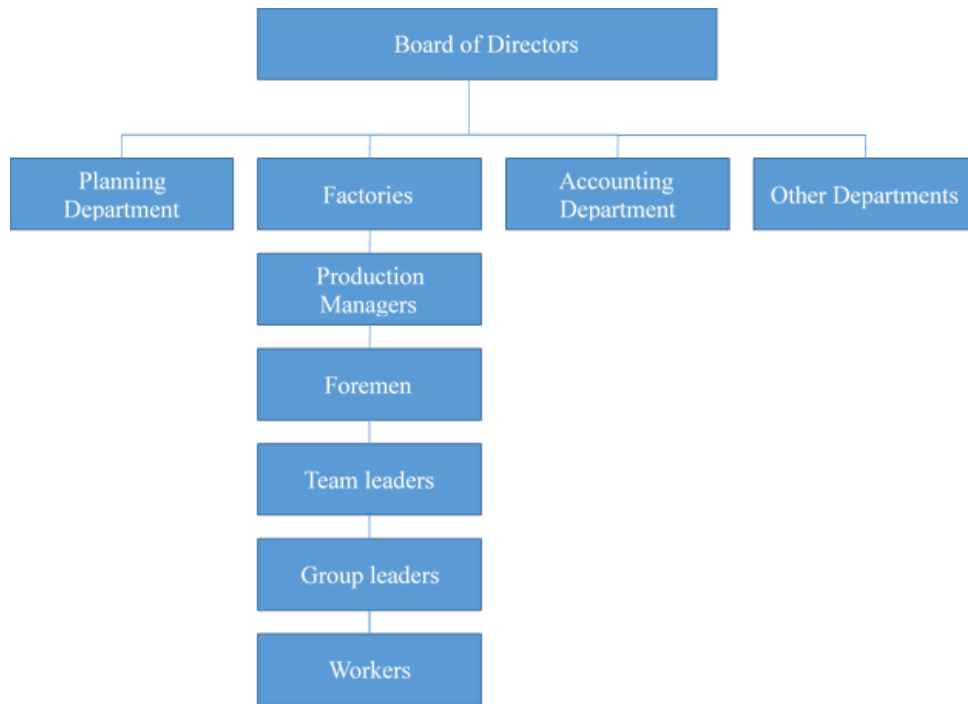 Board of Directors
Planning
Department
Factories
Accounting
Department
Other Departments
Production
Managers
Foremen
Team leaders
Group leaders
Workers